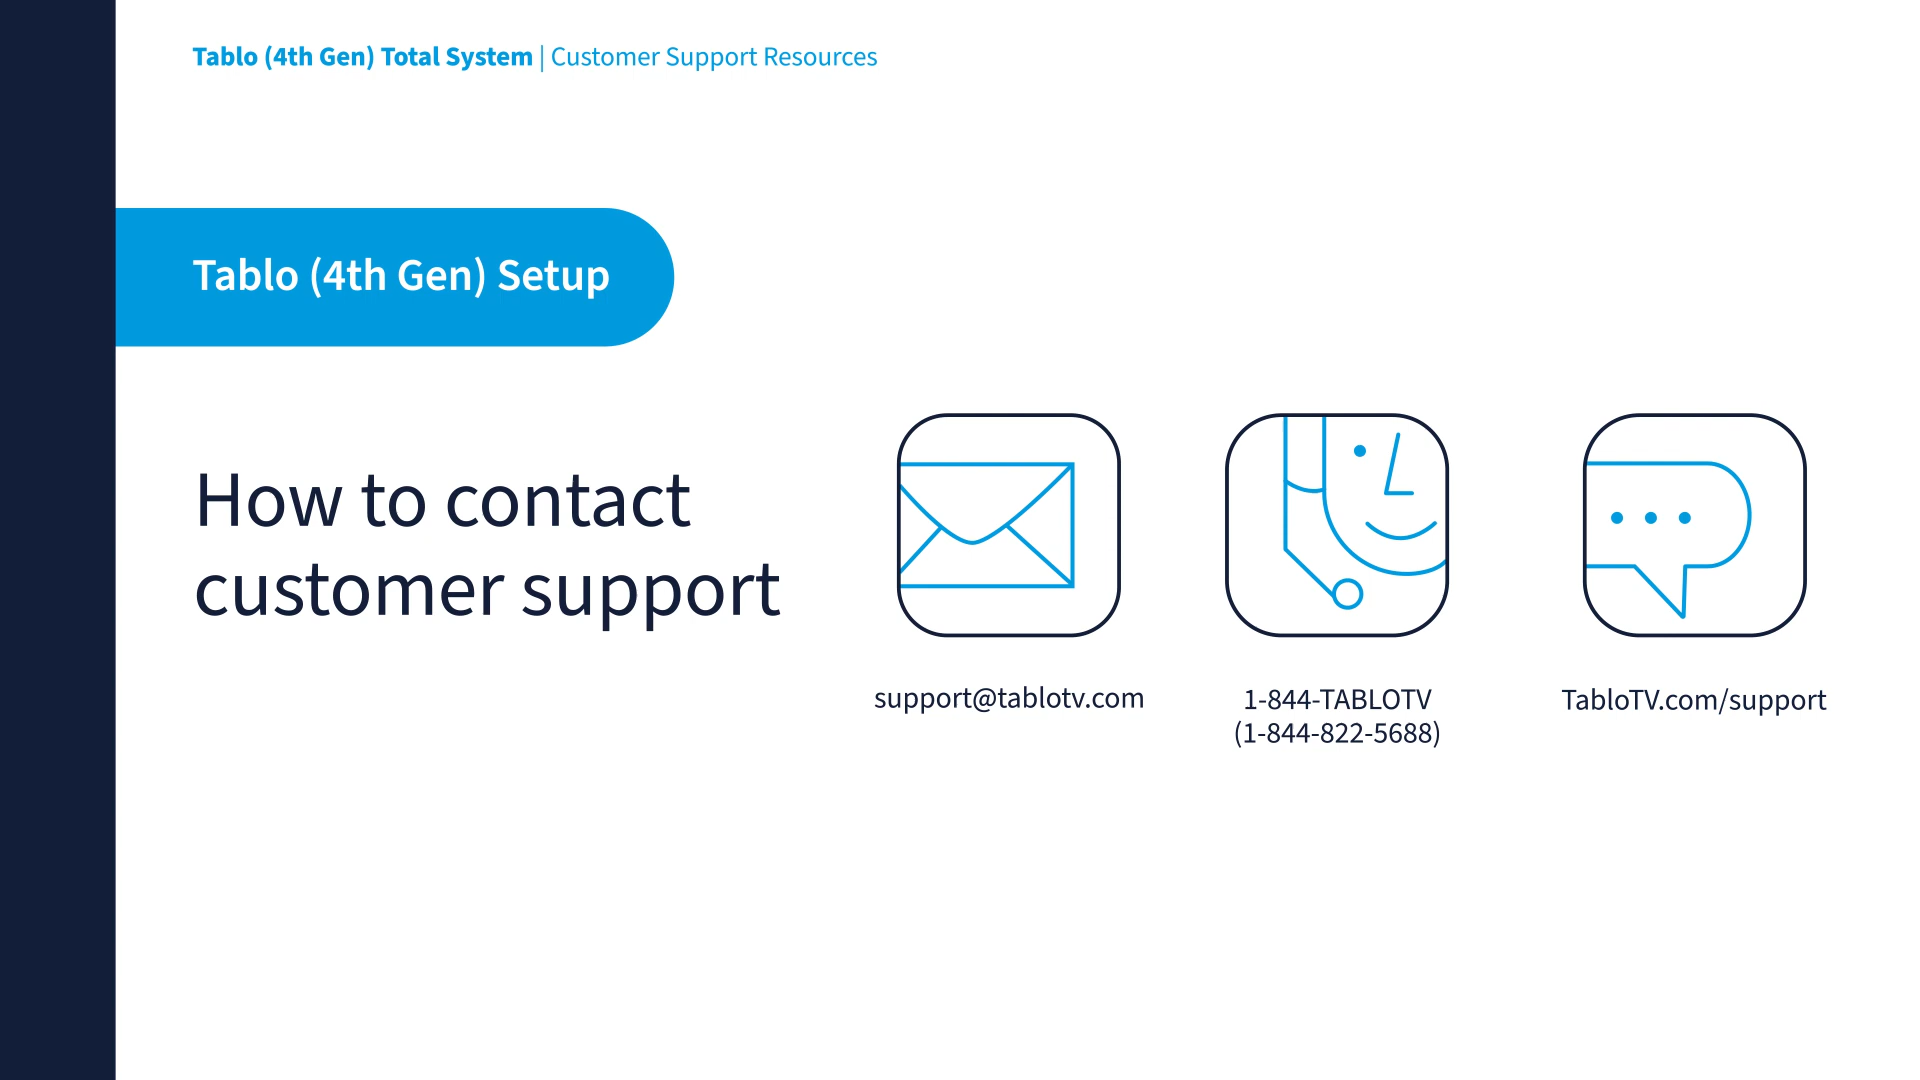 Tablo (4th Gen) Total System | Customer Support Resources
Tablo (4th Gen) Setup
How to contact
customer support
support@tablotv.com
1-844-TABLOTV
(1-844-822-5688)
TabloTV.com/support